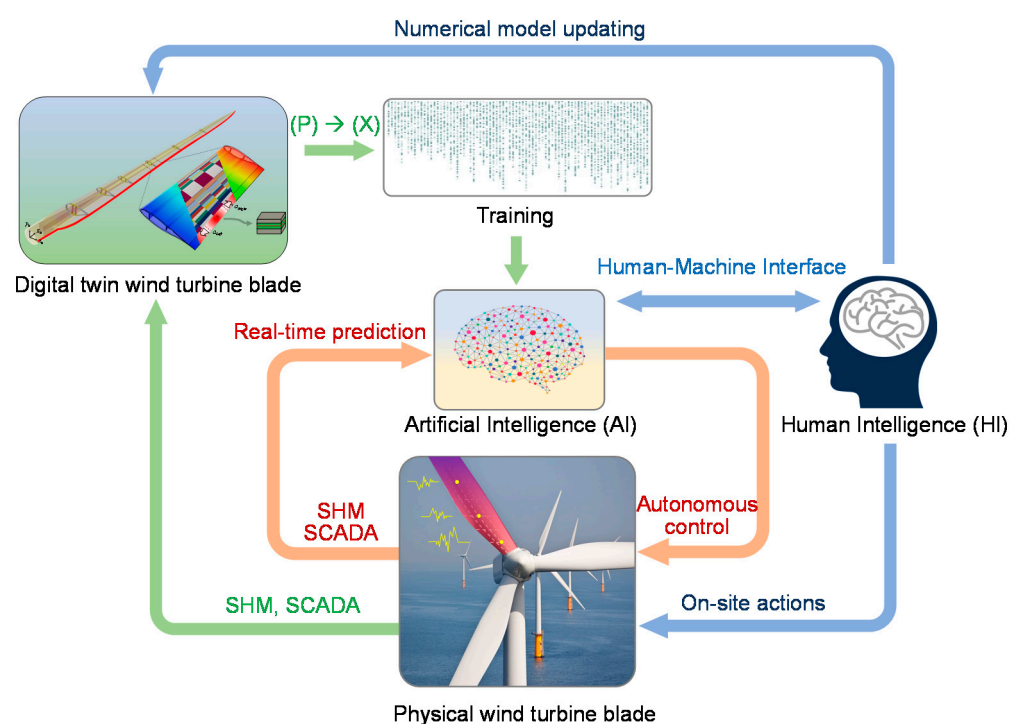 Numerical model updating
(P) → (X)
Training
Digital twin wind turbine blade
Human-Machine Interface
Real-time prediction
Artificial Intelligence (AI)
Human Intelligence (HI)
SHM
SCADA
Autonomous
control
SHM, SCADA
On-site actions
Physical wind turbine blade